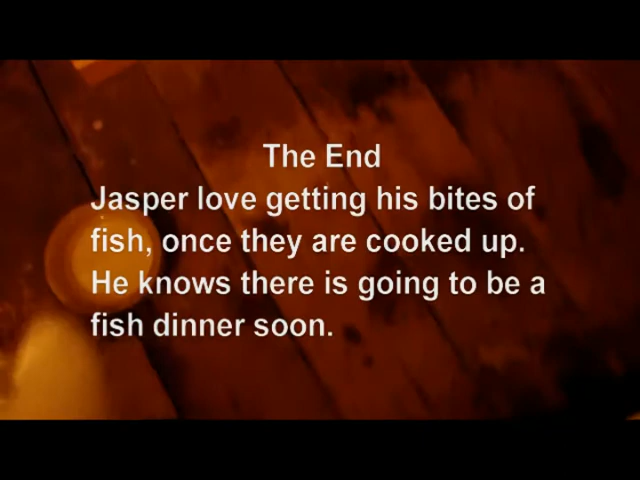 The End
Jasper love getting his bites of
fish, once they are cooked up.
He knows there is going to be a
fish dinner soon.